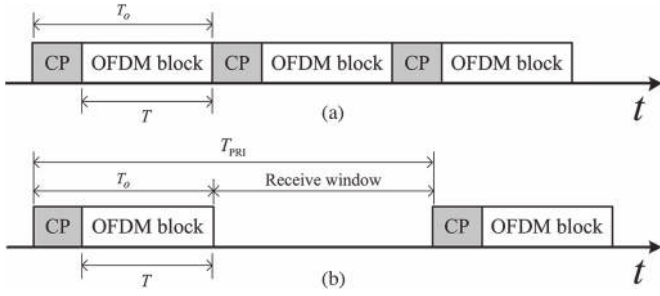 T_o
CP OFDM block CP OFDM block CP OFDM block
T
(a)
t
T_PRI
T_o Receive window
CP OFDM block CP OFDM block
T
(b)
t